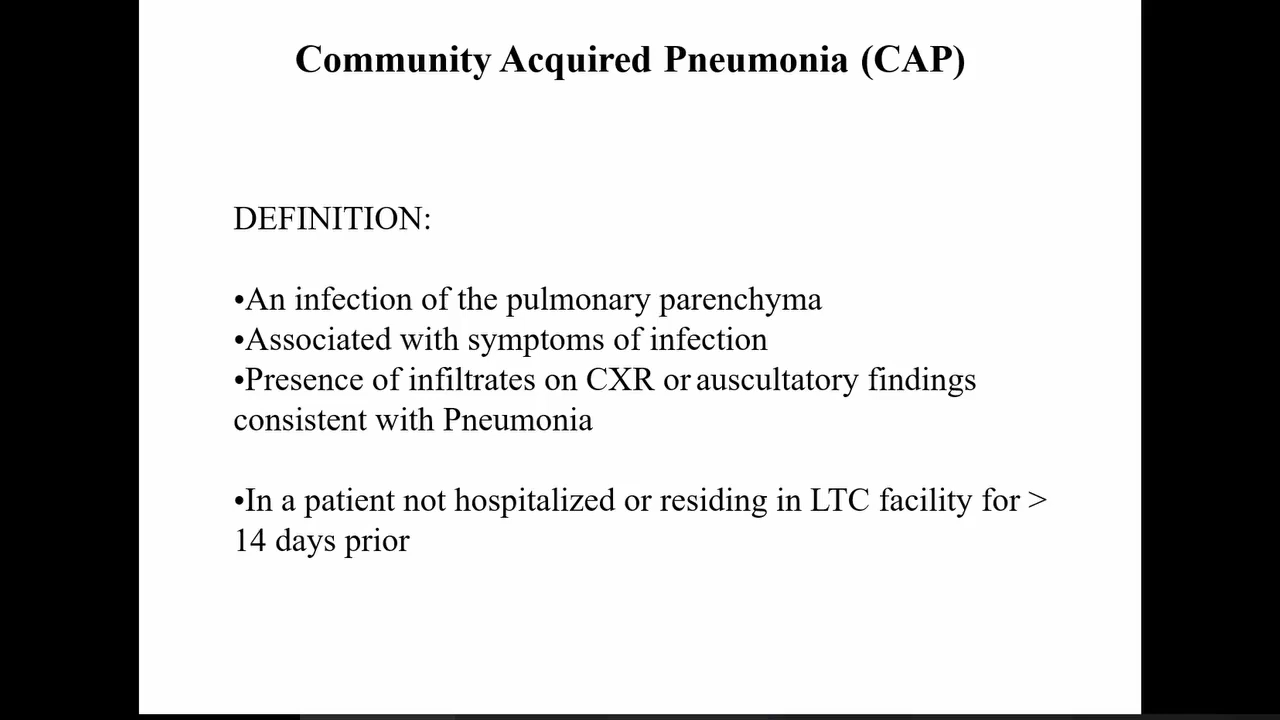 Community Acquired Pneumonia (CAP)
DEFINITION:
•An infection of the pulmonary parenchyma
•Associated with symptoms of infection
•Presence of infiltrates on CXR or auscultatory findings
consistent with Pneumonia
•In a patient not hospitalized or residing in LTC facility for >
14 days prior